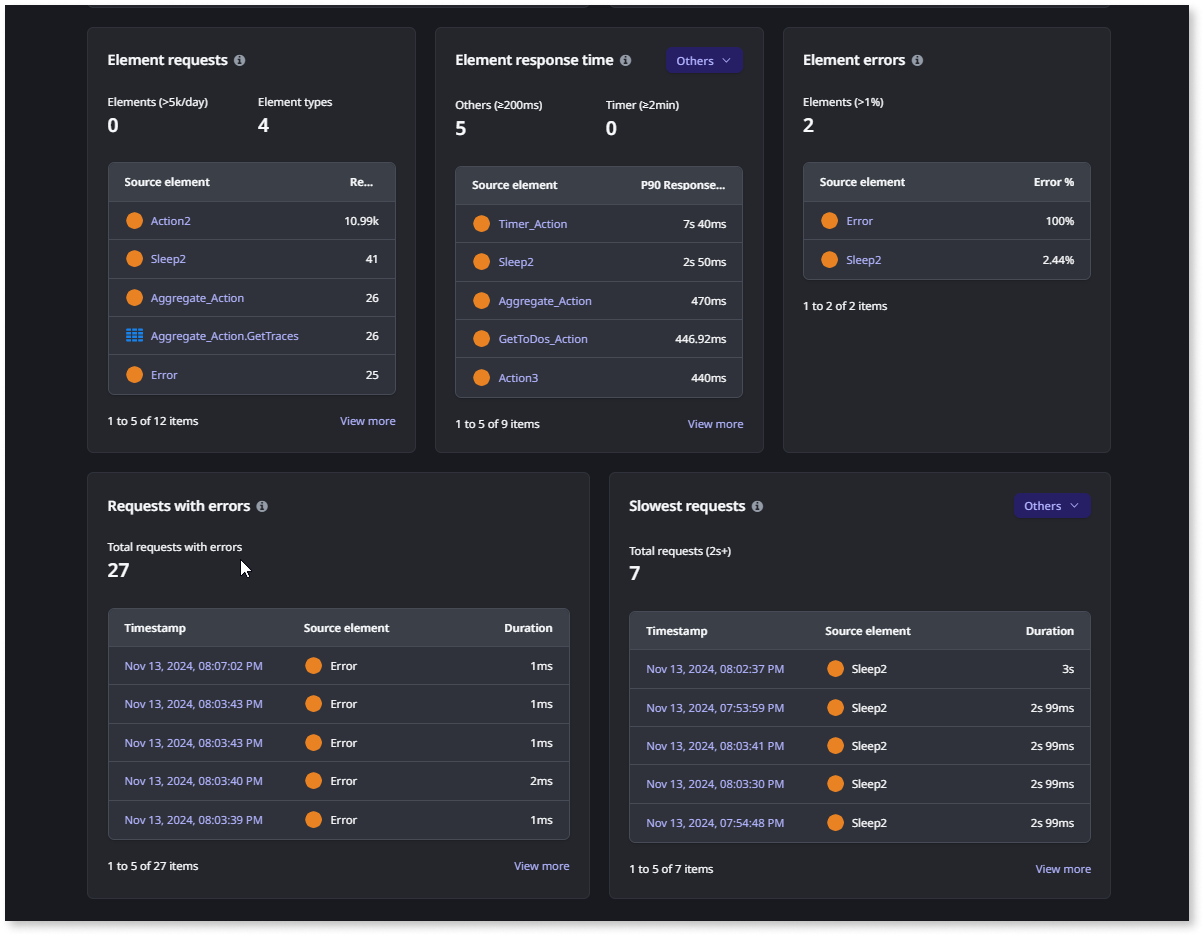 Element requests
Elements (>5k/day) Element types
0 4
Source element Re...
Action2 10.99k
Sleep2 41
Aggregate_Action 26
Aggregate_Action.GetTraces 26
Error 25
1 to 5 of 12 items View more
Element response time Others
Others (≥200ms) Timer (≥2min)
5 0
Source element P90 Response...
Timer_Action 7s 40ms
Sleep2 2s 50ms
Aggregate_Action 470ms
GetToDos_Action 446.92ms
Action3 440ms
1 to 5 of 9 items View more
Element errors
Elements (>1%)
2
Source element Error %
Error 100%
Sleep2 2.44%
1 to 2 of 2 items
Requests with errors
Total requests with errors
27
Timestamp Source element Duration
Nov 13, 2024, 08:07:02 PM Error 1ms
Nov 13, 2024, 08:03:43 PM Error 1ms
Nov 13, 2024, 08:03:43 PM Error 1ms
Nov 13, 2024, 08:03:40 PM Error 2ms
Nov 13, 2024, 08:03:39 PM Error 1ms
1 to 5 of 27 items View more
Slowest requests Others
Total requests (2s+)
7
Timestamp Source element Duration
Nov 13, 2024, 08:02:37 PM Sleep2 3s
Nov 13, 2024, 07:53:59 PM Sleep2 2s 99ms
Nov 13, 2024, 08:03:41 PM Sleep2 2s 99ms
Nov 13, 2024, 08:03:30 PM Sleep2 2s 99ms
Nov 13, 2024, 07:54:48 PM Sleep2 2s 99ms
1 to 5 of 7 items View more